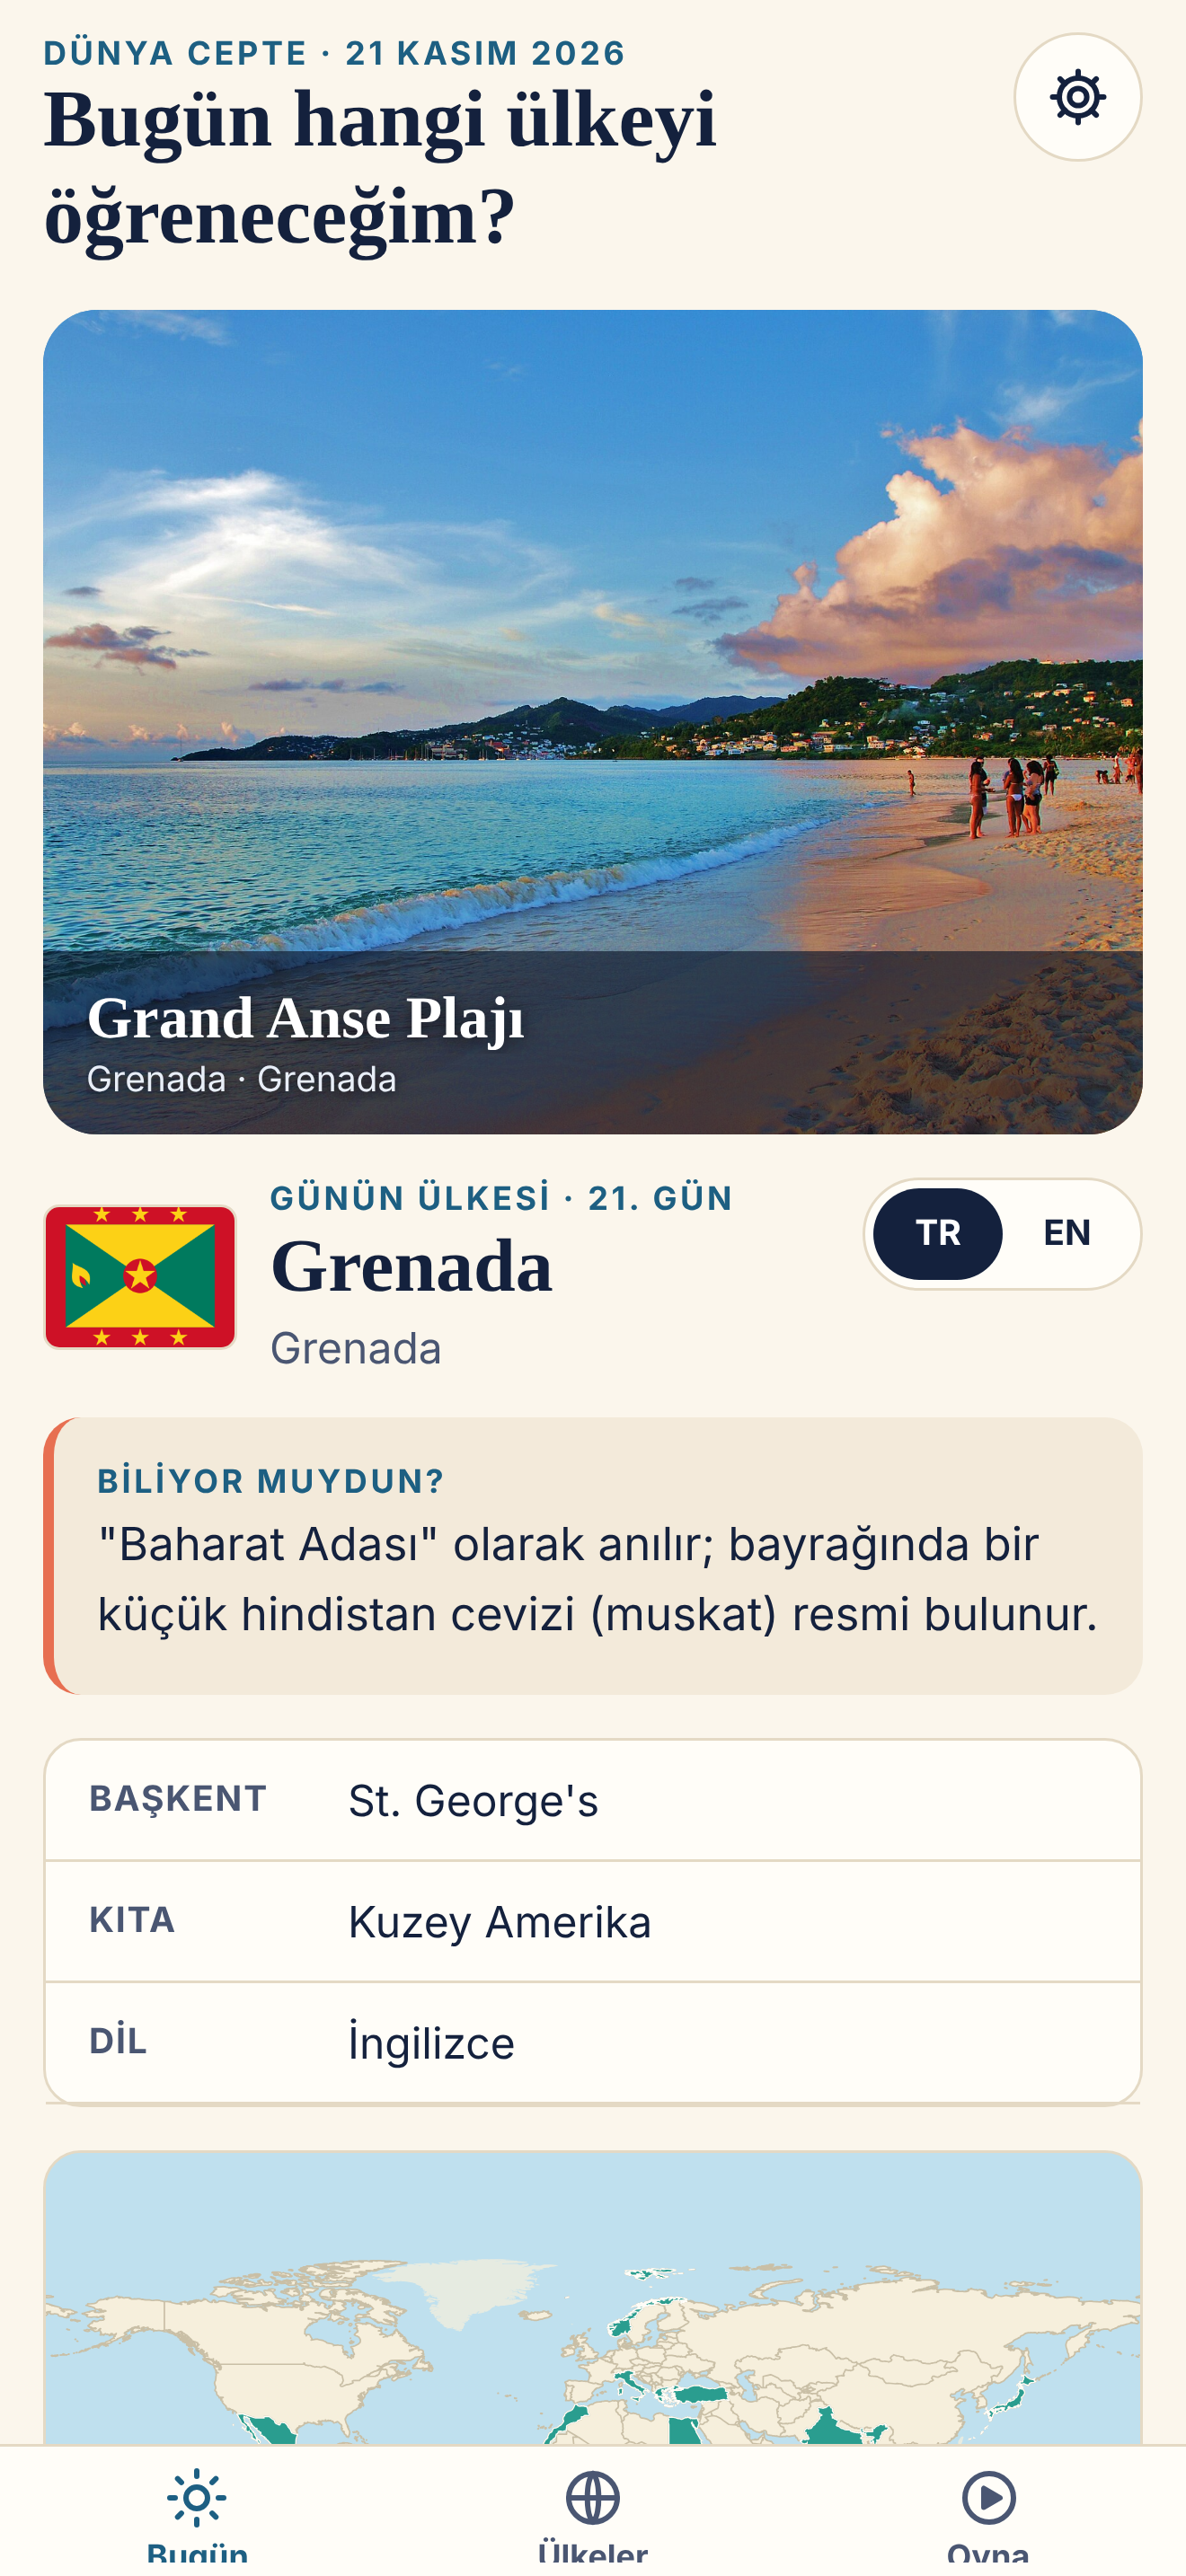 DÜNYA CEPTE · 21 KASIM 2026
Bugün hangi ülkeyi
öğreneceğim?
Grand Anse Plajı
Grenada · Grenada
GÜNÜN ÜLKESİ · 21. GÜN
Grenada
Grenada
TR
EN
BİLİYOR MUYDUN?
"Baharat Adası" olarak anılır; bayrağında bir
küçük hindistan cevizi (muskat) resmi bulunur.
BAŞKENT
St. George's
KITA
Kuzey Amerika
DİL
İngilizce
Bugün
Ülkeler
Oyna